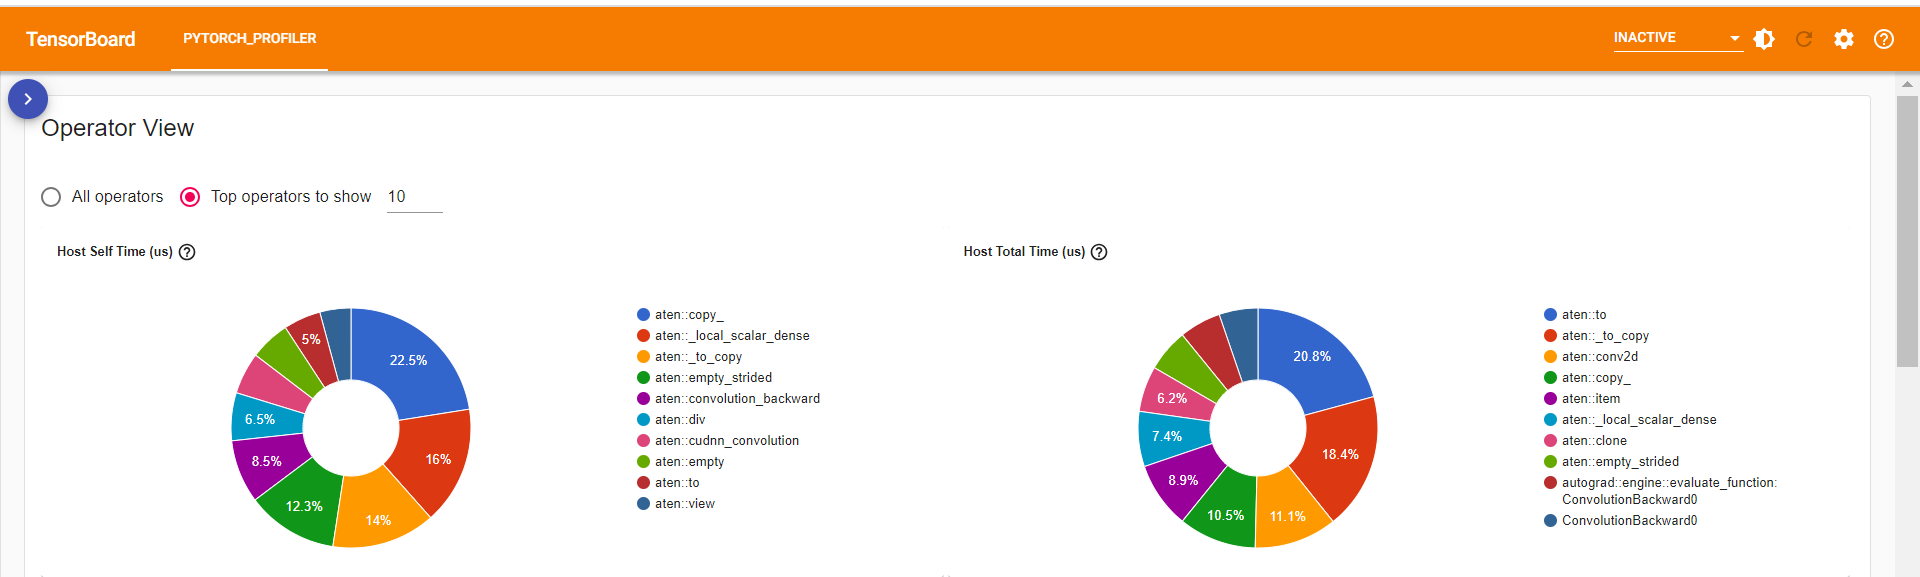 TensorBoard
PYTORCH_PROFILER
INACTIVE
Operator View
All operators
Top operators to show
10
Host Self Time (us)
22.5%
16%
14%
12.3%
8.5%
6.5%
5%
aten::copy_
aten::_local_scalar_dense
aten::_to_copy
aten::empty_strided
aten::convolution_backward
aten::div
aten::cudnn_convolution
aten::empty
aten::to
aten::view
Host Total Time (us)
20.8%
18.4%
11.1%
10.5%
8.9%
7.4%
6.2%
aten::to
aten::_to_copy
aten::conv2d
aten::copy_
aten::item
aten::_local_scalar_dense
aten::clone
aten::empty_strided
autograd::engine::evaluate_function:
ConvolutionBackward0
ConvolutionBackward0